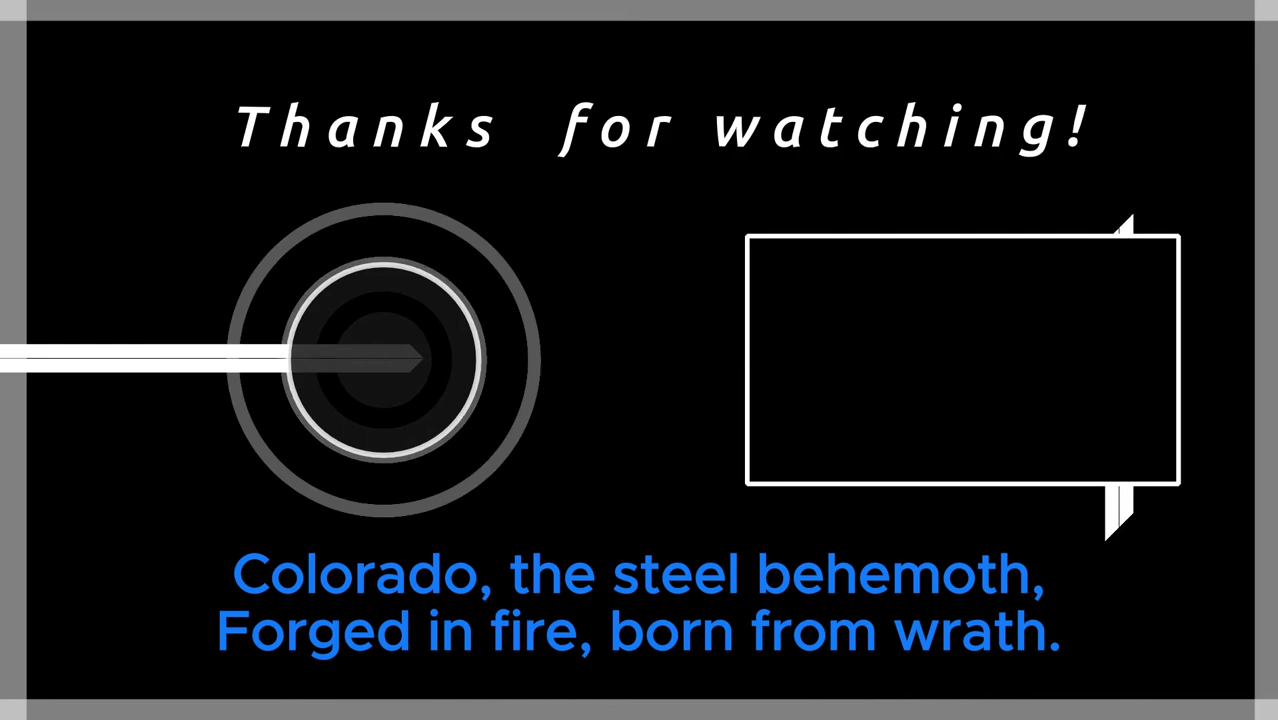 Thanks for watching!
Colorado, the steel behemoth,
Forged in fire, born from wrath.